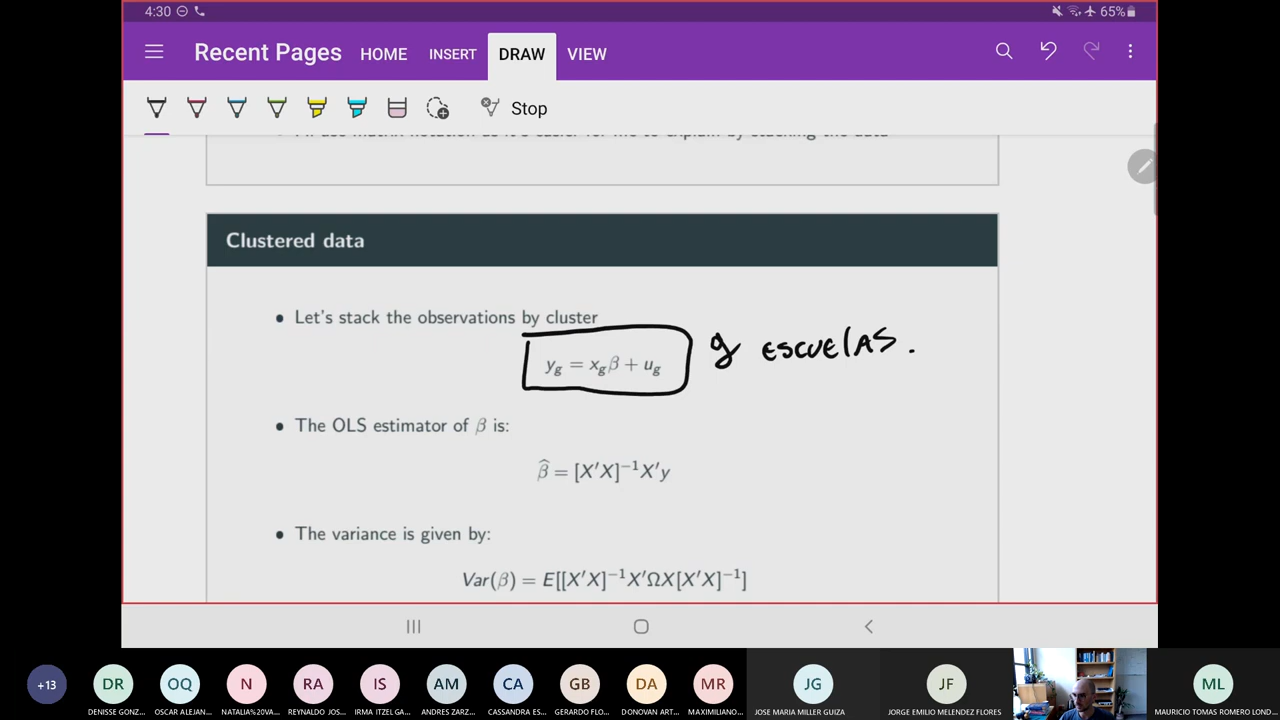 4:30 65%
Recent Pages HOME INSERT DRAW VIEW
Stop
Clustered data
• Let's stack the observations by cluster
y_g = x_gβ + u_g g ESCUELAS.
• The OLS estimator of β is:
β̂ = [X′X]⁻¹X′y
• The variance is given by:
Var(β) = E[[X′X]⁻¹X′ΩX[X′X]⁻¹]
+13 DR OQ N RA IS AM CA GB DA MR JG JF ML
DENISSE GONZ... OSCAR ALEJAN... NATALIA%20VA... REYNALDO JOS... IRMA ITZEL GA... ANDRES ZARZ... CASSANDRA ES... GERARDO FLO... DONOVAN ART... MAXIMILIANO... JOSE MARIA MILLER GUIZA JORGE EMILIO MELENDEZ FLORES MAURICIO TOMAS ROMERO LOND...